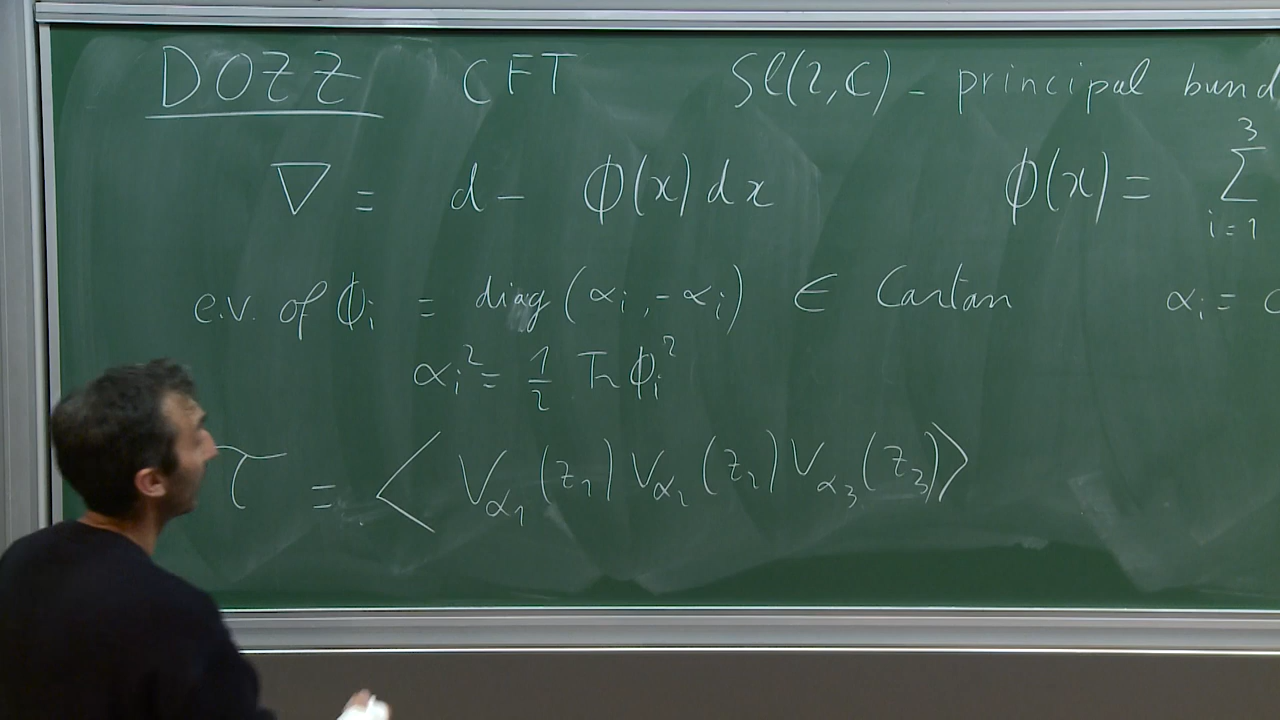 DOZZ CFT Sl(2,C) - principal bund
∇ = d - ϕ(x) dx ϕ(x) = ∑_{i=1}^{3}
e.v. of ϕ_i = diag(α_i, -α_i) ∈ Cartan α_i =
α_i^2 = 1/2 Tr ϕ_i^2
τ = < V_{α_1}(z_1) V_{α_2}(z_2) V_{α_3}(z_3) >